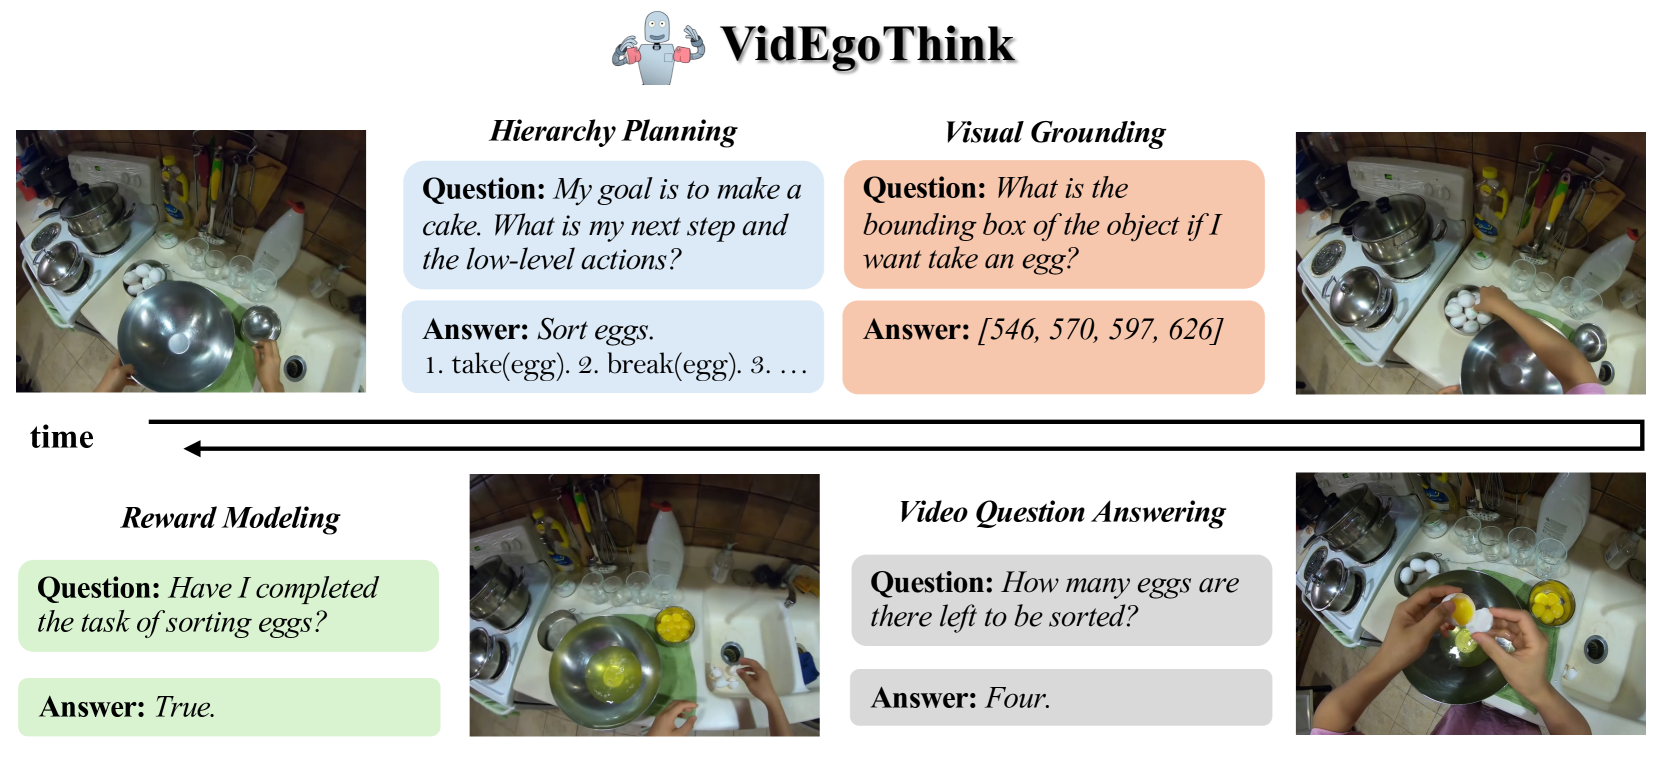 VidEgoThink
Hierarchy Planning
Question: My goal is to make a
cake. What is my next step and
the low-level actions?
Answer: Sort eggs.
1. take(egg). 2. break(egg). 3. ...
Visual Grounding
Question: What is the
bounding box of the object if I
want take an egg?
Answer: [546, 570, 597, 626]
time
Reward Modeling
Question: Have I completed
the task of sorting eggs?
Answer: True.
Video Question Answering
Question: How many eggs are
there left to be sorted?
Answer: Four.